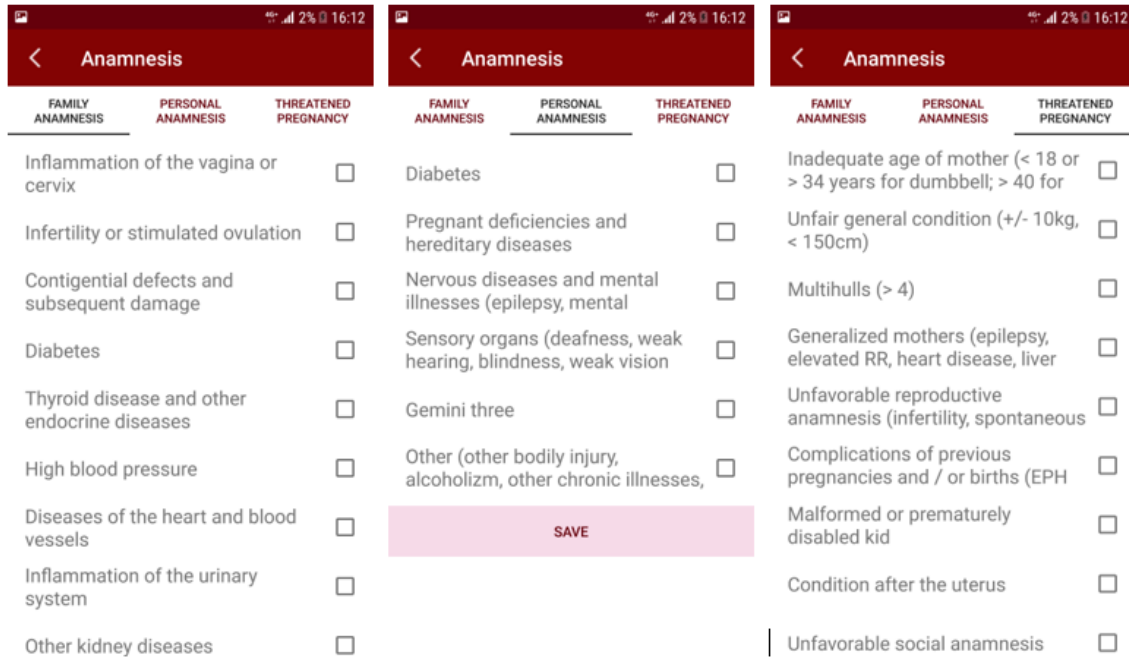 4G+ 2% 16:12
Anamnesis
FAMILY
ANAMNESIS
PERSONAL
ANAMNESIS
THREATENED
PREGNANCY
Inflammation of the vagina or
cervix
Infertility or stimulated ovulation
Contigential defects and
subsequent damage
Diabetes
Thyroid disease and other
endocrine diseases
High blood pressure
Diseases of the heart and blood
vessels
Inflammation of the urinary
system
Other kidney diseases
4G+ 2% 16:12
Anamnesis
FAMILY
ANAMNESIS
PERSONAL
ANAMNESIS
THREATENED
PREGNANCY
Diabetes
Pregnant deficiencies and
hereditary diseases
Nervous diseases and mental
illnesses (epilepsy, mental
Sensory organs (deafness, weak
hearing, blindness, weak vision
Gemini three
Other (other bodily injury,
alcoholizm, other chronic illnesses,
SAVE
4G+ 2% 16:12
Anamnesis
FAMILY
ANAMNESIS
PERSONAL
ANAMNESIS
THREATENED
PREGNANCY
Inadequate age of mother (< 18 or
> 34 years for dumbbell; > 40 for
Unfair general condition (+/- 10kg,
< 150cm)
Multihulls (> 4)
Generalized mothers (epilepsy,
elevated RR, heart disease, liver
Unfavorable reproductive
anamnesis (infertility, spontaneous
Complications of previous
pregnancies and / or births (EPH
Malformed or prematurely
disabled kid
Condition after the uterus
Unfavorable social anamnesis